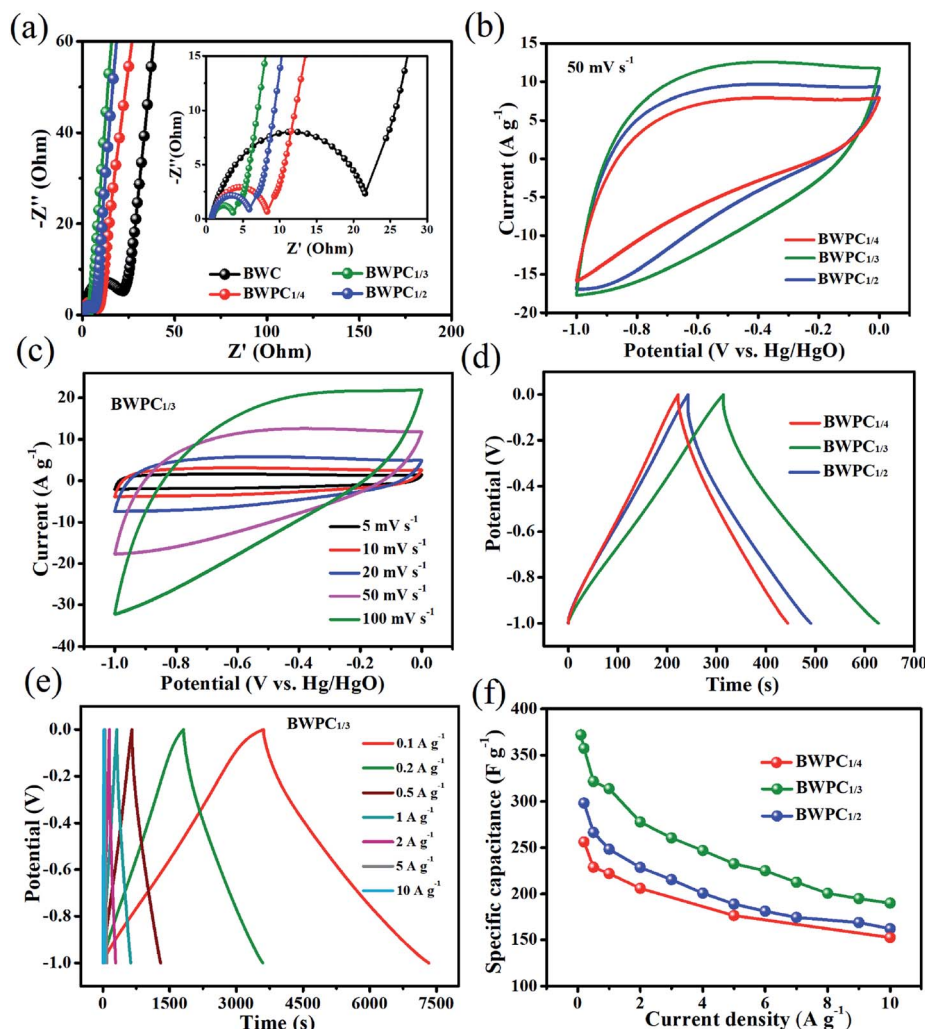 (a)
60
40
20
0
-Z'' (Ohm)
0 50 100 150 200
Z' (Ohm)
15
10
5
0
-Z''(Ohm)
0 5 10 15 20 25 30
Z' (Ohm)
BWC BWPC1/3
BWPC1/4 BWPC1/2
(b)
50 mV s-1
15
10
5
0
-5
-10
-15
-20
Current (A g-1)
BWPC1/4
BWPC1/3
BWPC1/2
-1.0 -0.8 -0.6 -0.4 -0.2 0.0
Potential (V vs. Hg/HgO)
(c)
BWPC1/3
20
10
0
-10
-20
-30
-40
Current (A g-1)
5 mV s-1
10 mV s-1
20 mV s-1
50 mV s-1
100 mV s-1
-1.0 -0.8 -0.6 -0.4 -0.2 0.0
Potential (V vs. Hg/HgO)
(d)
0.0
-0.2
-0.4
-0.6
-0.8
-1.0
Potential (V)
BWPC1/4
BWPC1/3
BWPC1/2
0 100 200 300 400 500 600 700
Time (s)
(e)
BWPC1/3
0.0
-0.2
-0.4
-0.6
-0.8
-1.0
Potential (V)
0.1 A g-1
0.2 A g-1
0.5 A g-1
1 A g-1
2 A g-1
5 A g-1
10 A g-1
0 1500 3000 4500 6000 7500
Time (s)
(f)
400
350
300
250
200
150
100
Specific capacitance (F g-1)
BWPC1/4
BWPC1/3
BWPC1/2
0 2 4 6 8 10
Current density (A g-1)